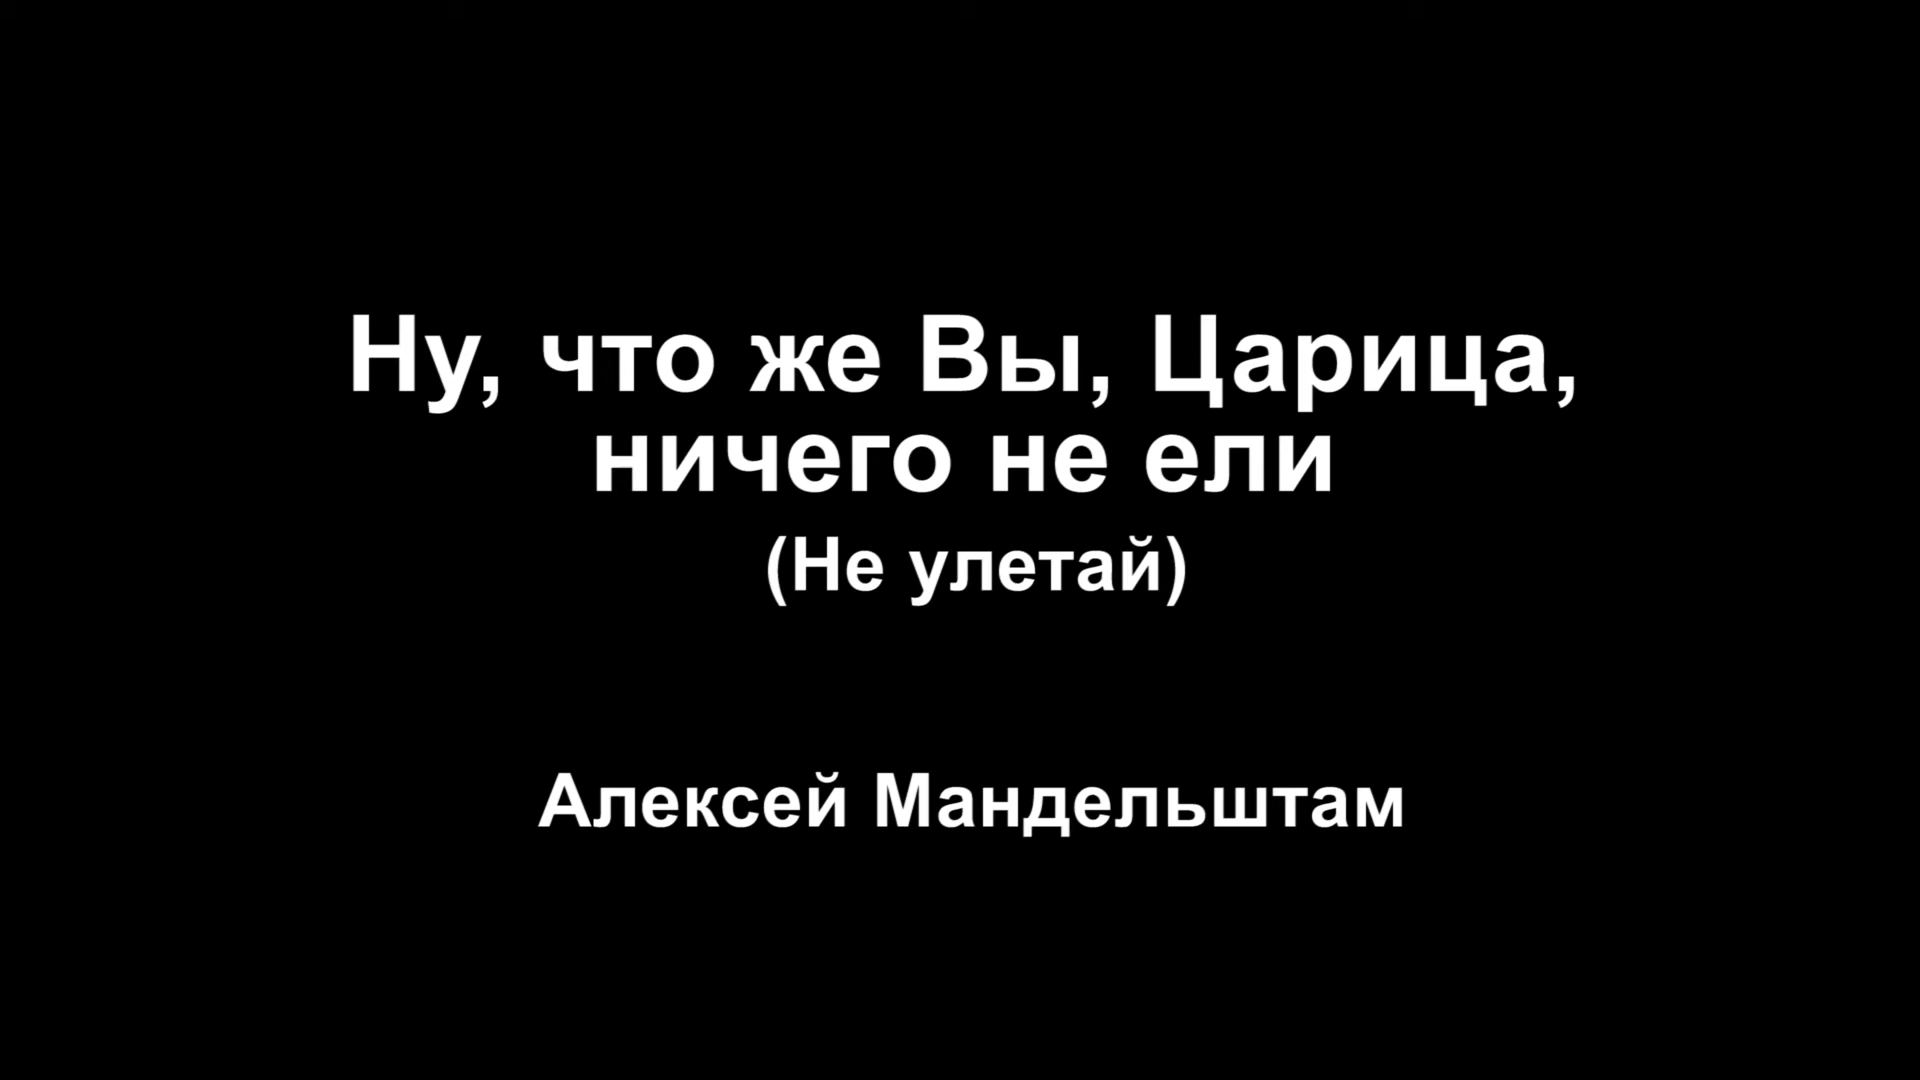 Ну, что же Вы, Царица,
ничего не ели
(Не улетай)
Алексей Мандельштам